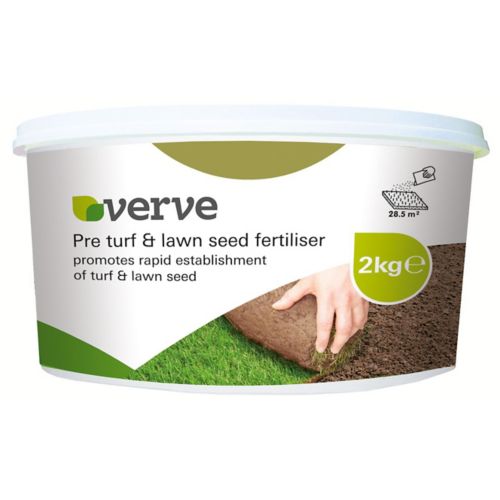 verve
Pre turf & lawn seed fertiliser
promotes rapid establishment
of turf & lawn seed
28.5 m²
2kg ℮